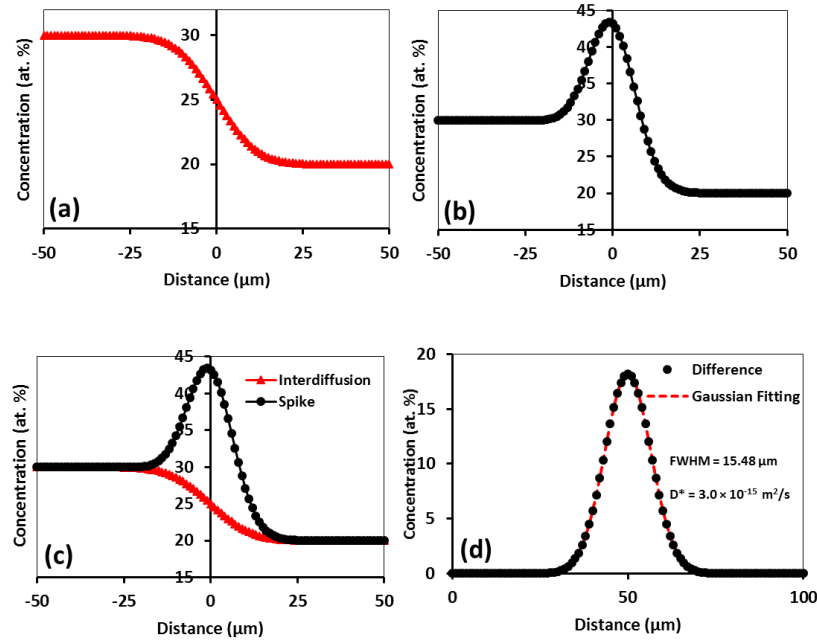 30
25
20
15
-50 -25 0 25 50
Concentration (at. %)
Distance (µm)
(a)
45
40
35
30
25
20
15
-50 -25 0 25 50
Concentration (at. %)
Distance (µm)
(b)
45
40
35
30
25
20
15
-50 -25 0 25 50
Concentration (at. %)
Distance (µm)
Interdiffusion
Spike
(c)
20
15
10
5
0
0 50 100
Concentration (at. %)
Distance (µm)
Difference
Gaussian Fitting
FWHM = 15.48 µm
D* = 3.0 × 10⁻¹⁵ m²/s
(d)